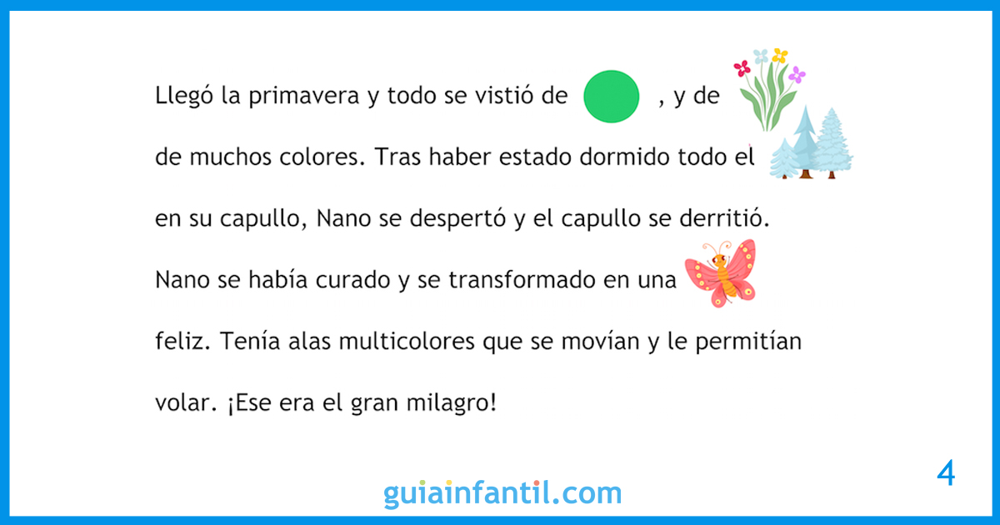 Llegó la primavera y todo se vistió de , y de
de muchos colores. Tras haber estado dormido todo el
en su capullo, Nano se despertó y el capullo se derritió.
Nano se había curado y se transformado en una
feliz. Tenía alas multicolores que se movían y le permitían
volar. ¡Ese era el gran milagro!
4
guiainfantil.com